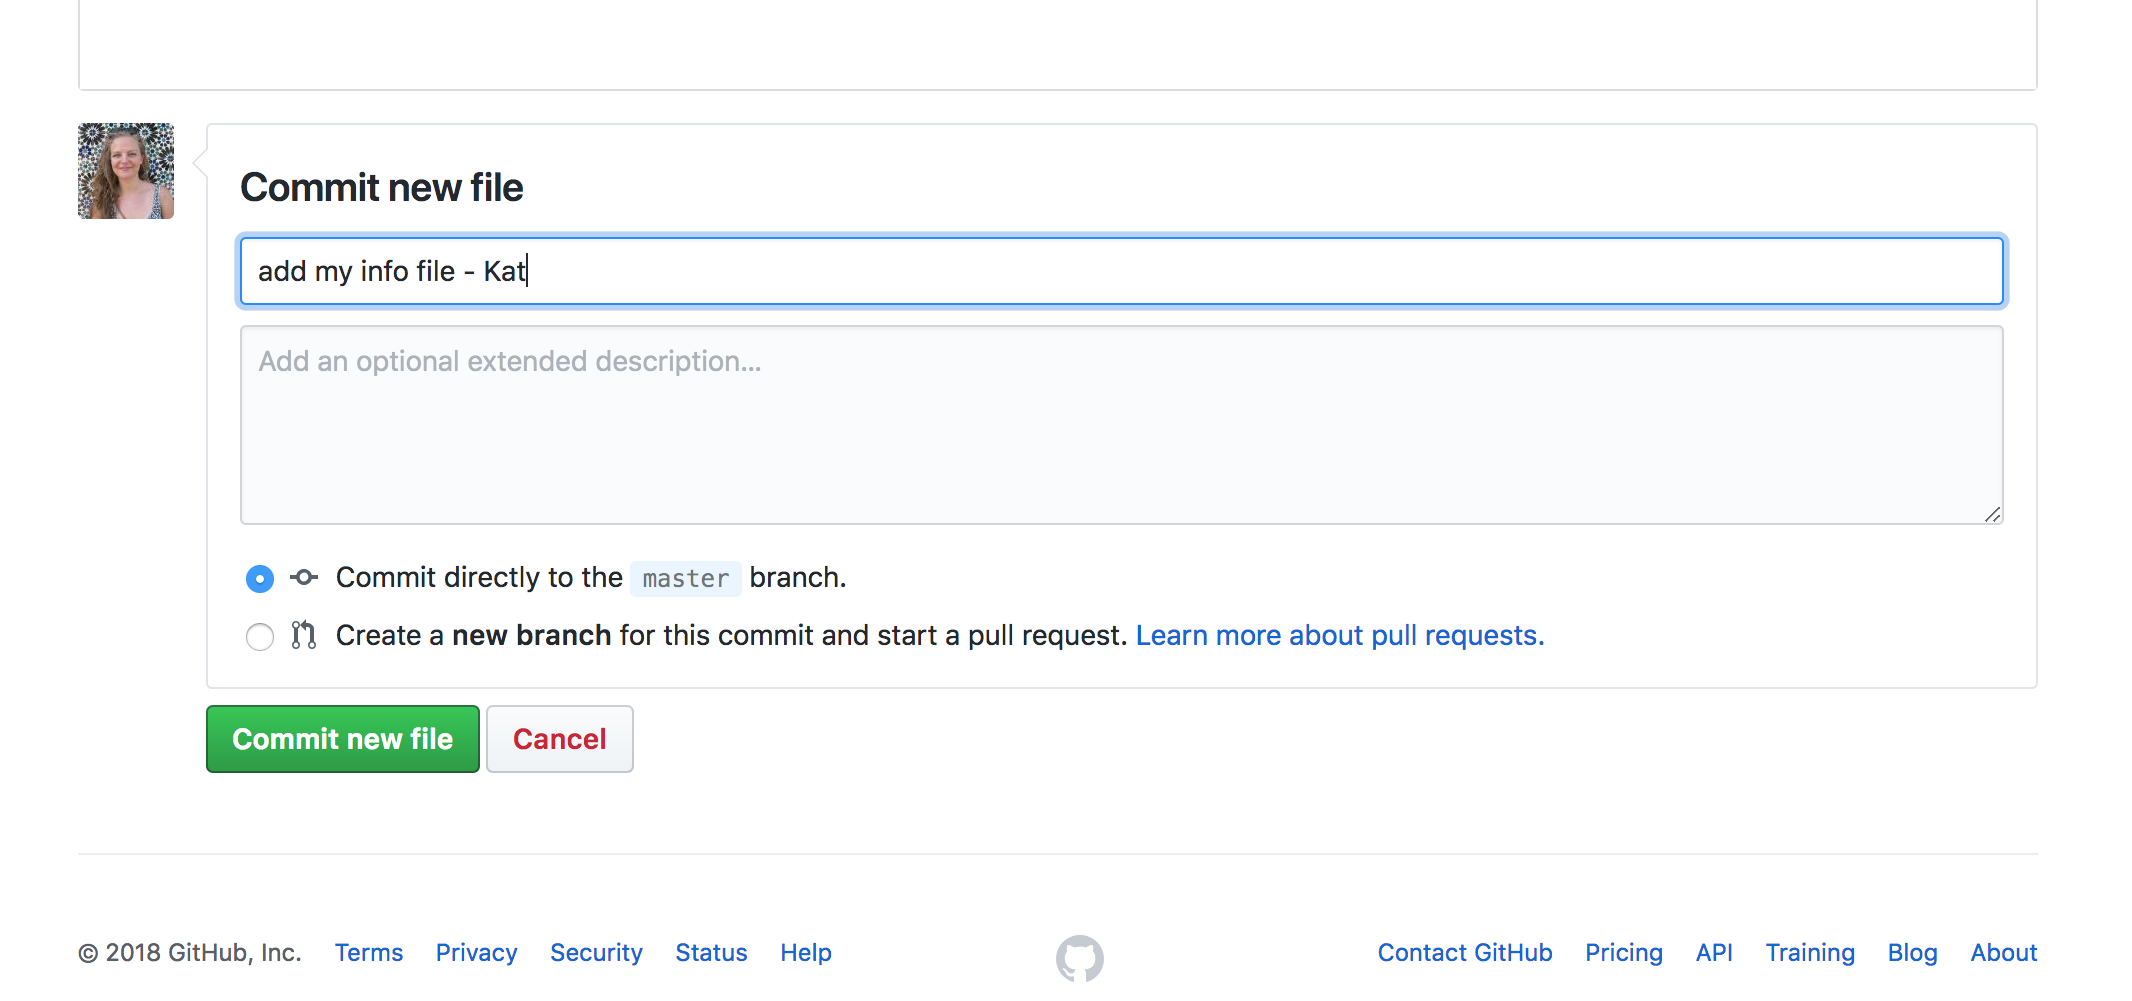 Commit new file
add my info file - Kat
Add an optional extended description...
Commit directly to the master branch.
Create a new branch for this commit and start a pull request. Learn more about pull requests.
Commit new file Cancel
© 2018 GitHub, Inc. Terms Privacy Security Status Help Contact GitHub Pricing API Training Blog About